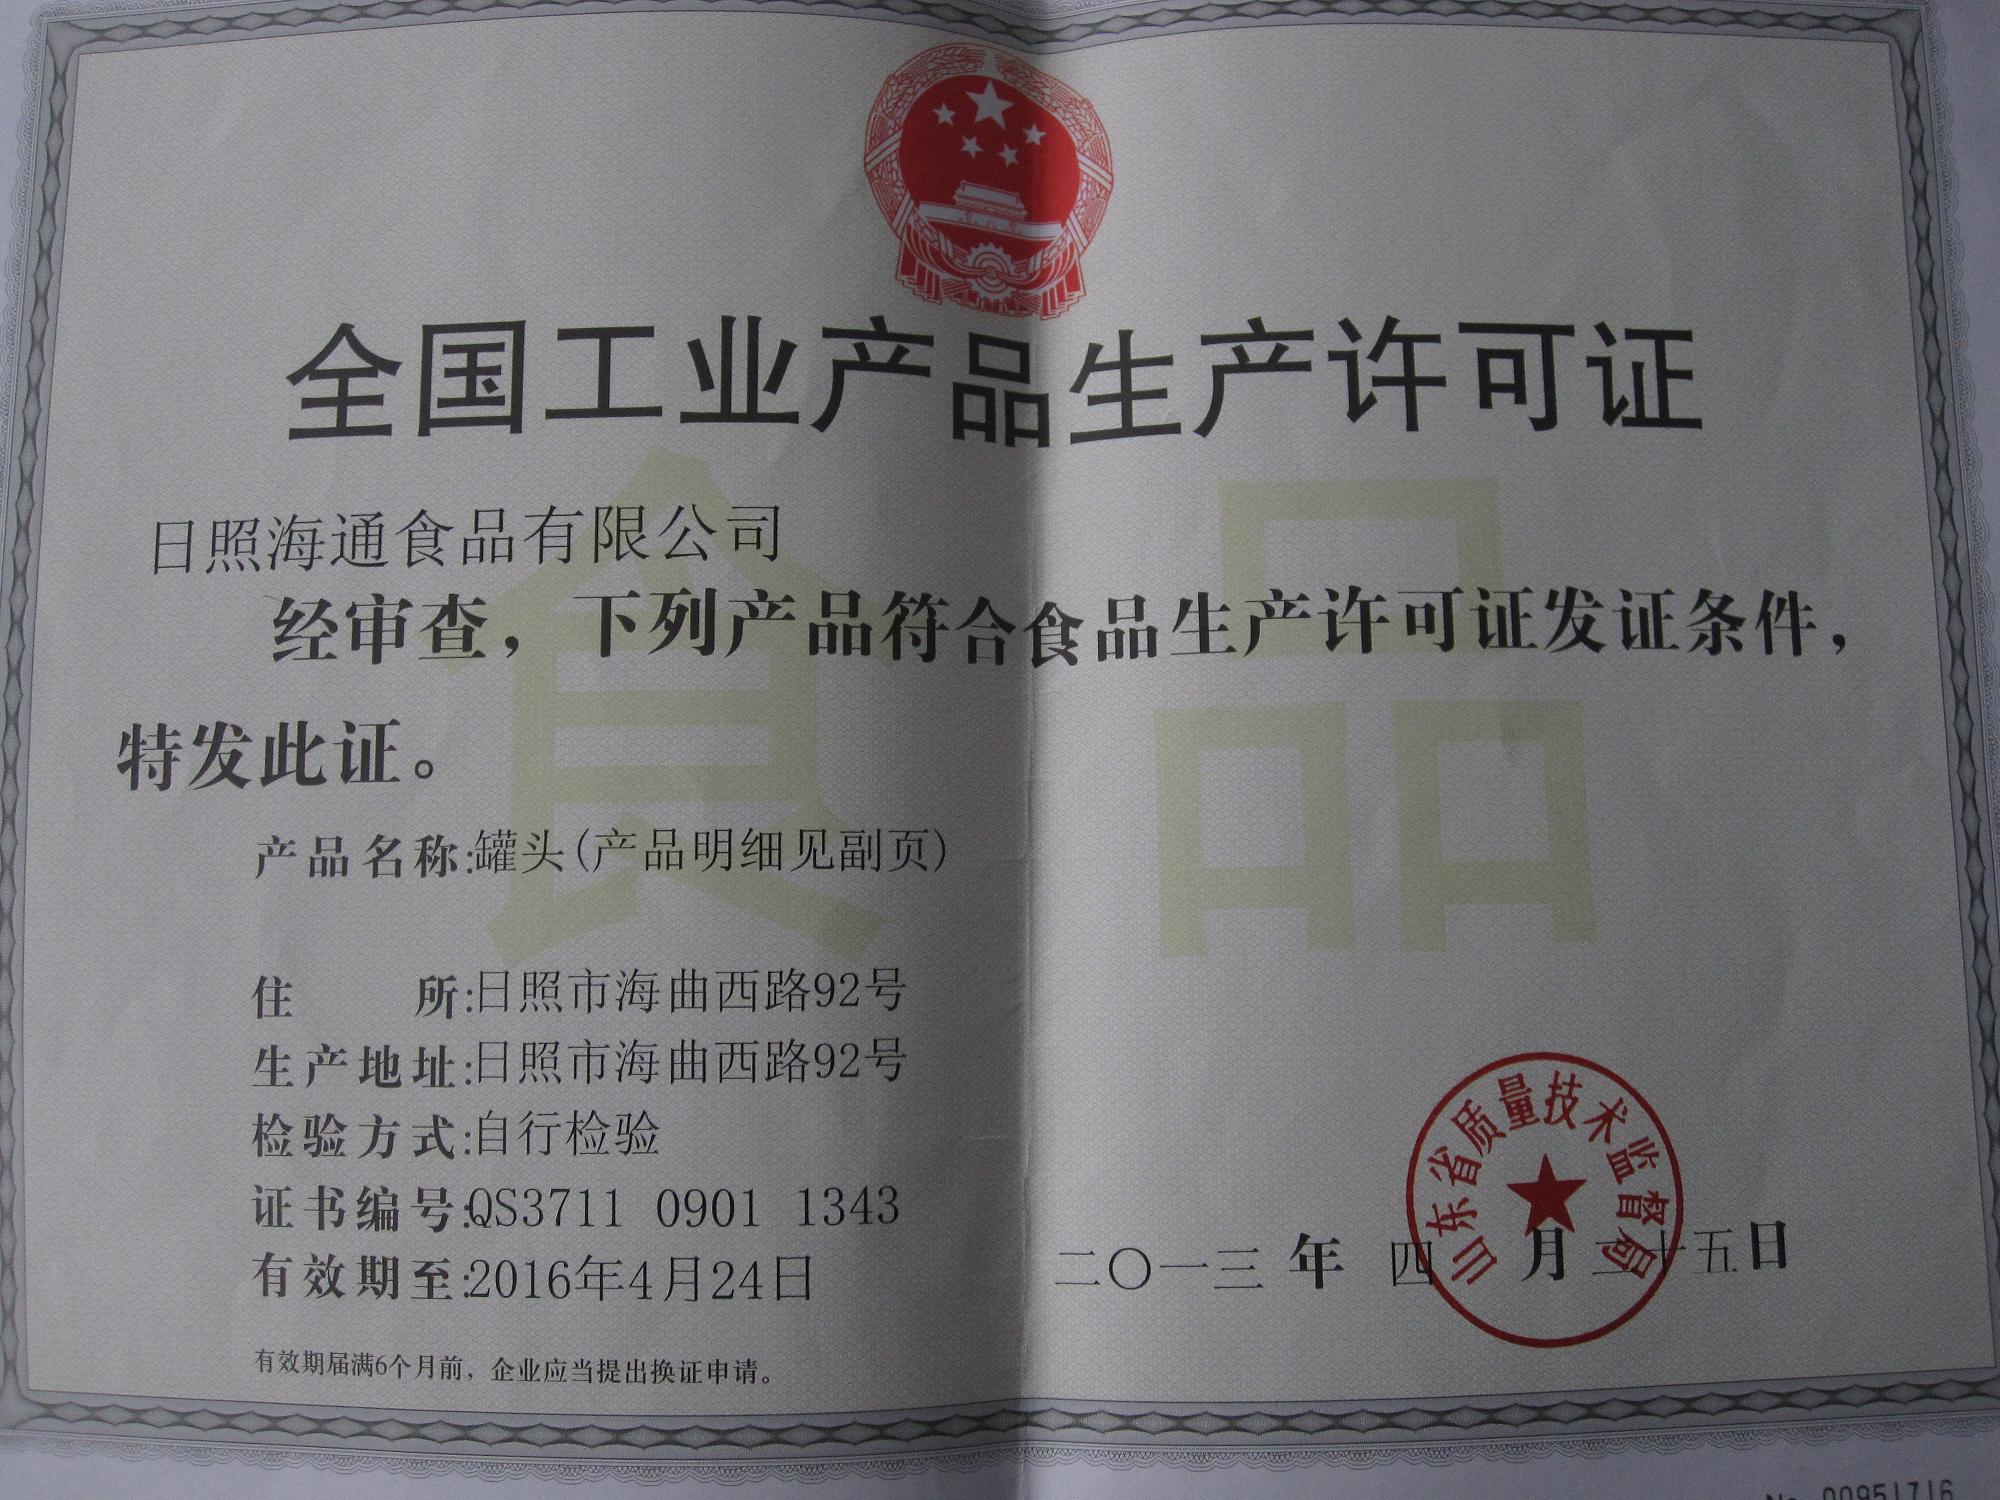 全国工业产品生产许可证
食品
日照海通食品有限公司
经审查，下列产品符合食品生产许可证发证条件，
特发此证。
产品名称:罐头(产品明细见副页)
住 所:日照市海曲西路92号
生产地址:日照市海曲西路92号
检验方式:自行检验
证书编号:QS3711 0901 1343
有效期至:2016年4月24日
山东省质量技术监督局
二〇一三 年 四 月 二十五日
有效期届满6个月前，企业应当提出换证申请。
No 00951716